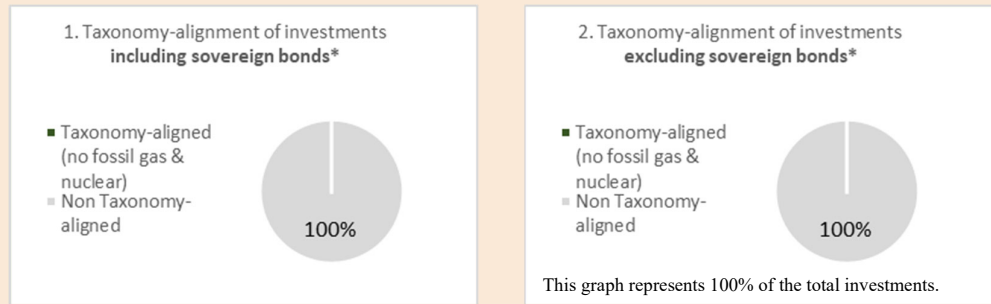 1. Taxonomy-alignment of investments
including sovereign bonds*
Taxonomy-aligned
(no fossil gas &
nuclear)
Non Taxonomy-
aligned
100%
2. Taxonomy-alignment of investments
excluding sovereign bonds*
Taxonomy-aligned
(no fossil gas &
nuclear)
Non Taxonomy-
aligned
100%
This graph represents 100% of the total investments.